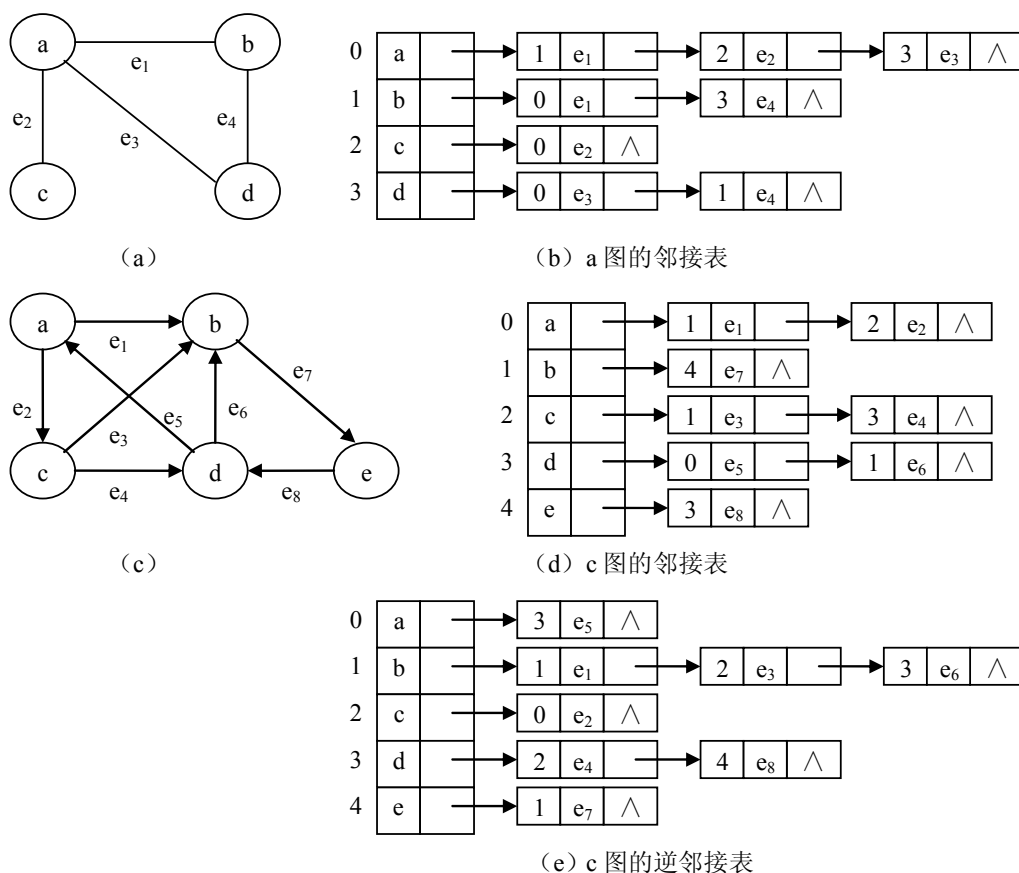 a
b
e₁
e₂
e₃
e₄
c
d
(a)
0 a 1 e₁ 2 e₂ 3 e₃ ∧
1 b 0 e₁ 3 e₄ ∧
2 c 0 e₂ ∧
3 d 0 e₃ 1 e₄ ∧
(b)a 图的邻接表
a
b
e₁
e₇
e₂
e₅
e₆
e₃
c
d
e
e₄
e₈
(c)
0 a 1 e₁ 2 e₂ ∧
1 b 4 e₇ ∧
2 c 1 e₃ 3 e₄ ∧
3 d 0 e₅ 1 e₆ ∧
4 e 3 e₈ ∧
(d)c 图的邻接表
0 a 3 e₅ ∧
1 b 1 e₁ 2 e₃ 3 e₆ ∧
2 c 0 e₂ ∧
3 d 2 e₄ 4 e₈ ∧
4 e 1 e₇ ∧
(e)c 图的逆邻接表